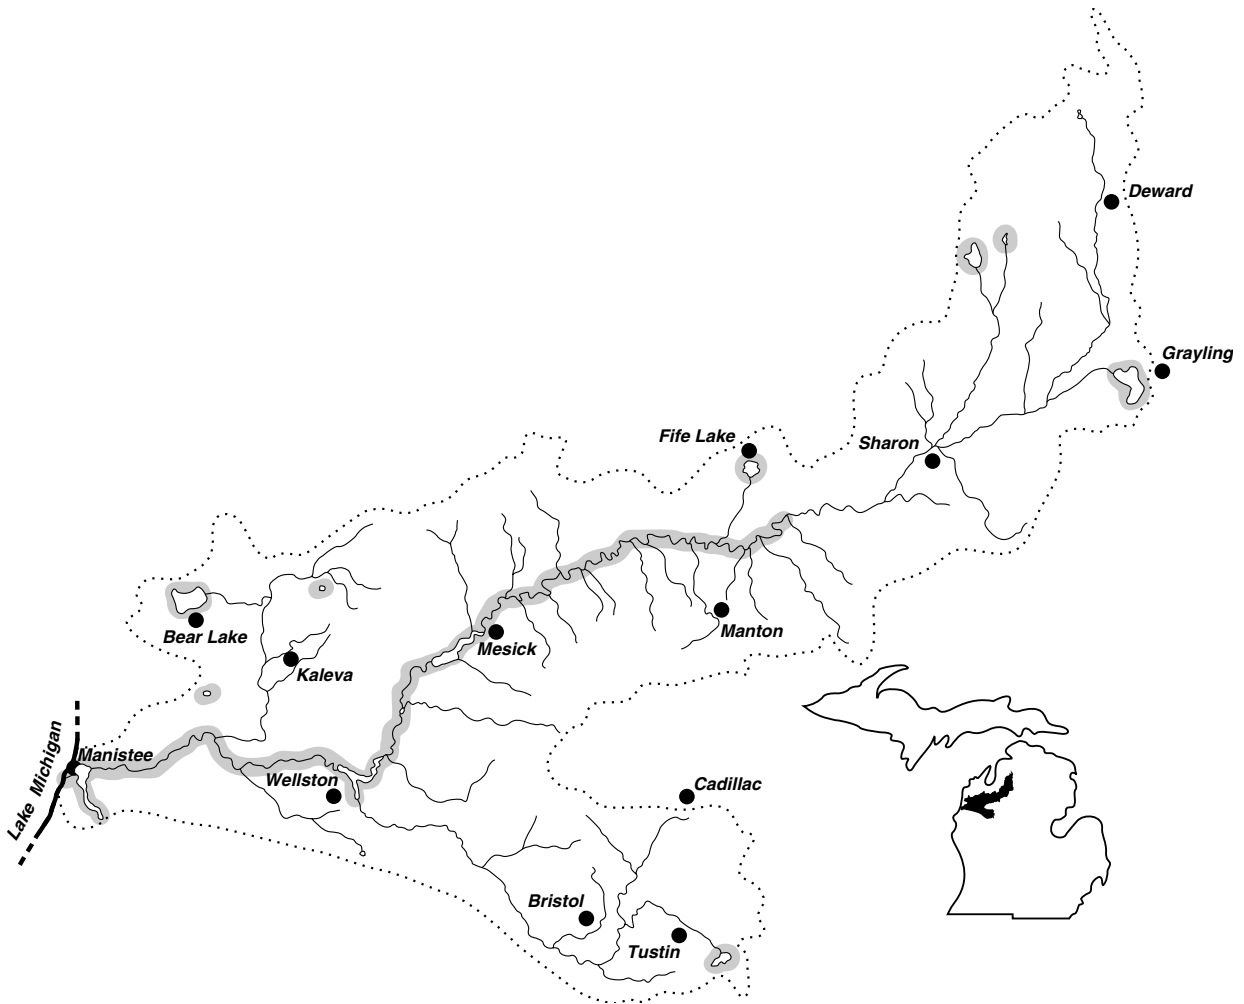 Deward
Grayling
Fife Lake
Sharon
Bear Lake
Manton
Mesick
Kaleva
Lake Michigan
Manistee
Wellston
Cadillac
Bristol
Tustin